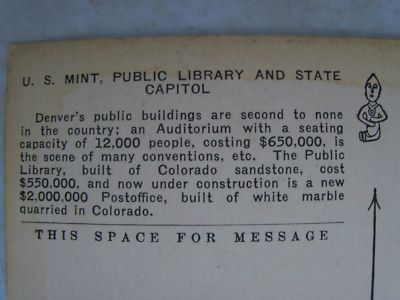 U. S. MINT, PUBLIC LIBRARY AND STATE
CAPITOL
Denver's public buildings are second to none
in the country; an Auditorium with a seating
capacity of 12,000 people, costing $650,000, is
the scene of many conventions, etc. The Public
Library, built of Colorado sandstone, cost
$550,000, and now under construction is a new
$2,000,000 Postoffice, built of white marble
quarried in Colorado.
THIS SPACE FOR MESSAGE